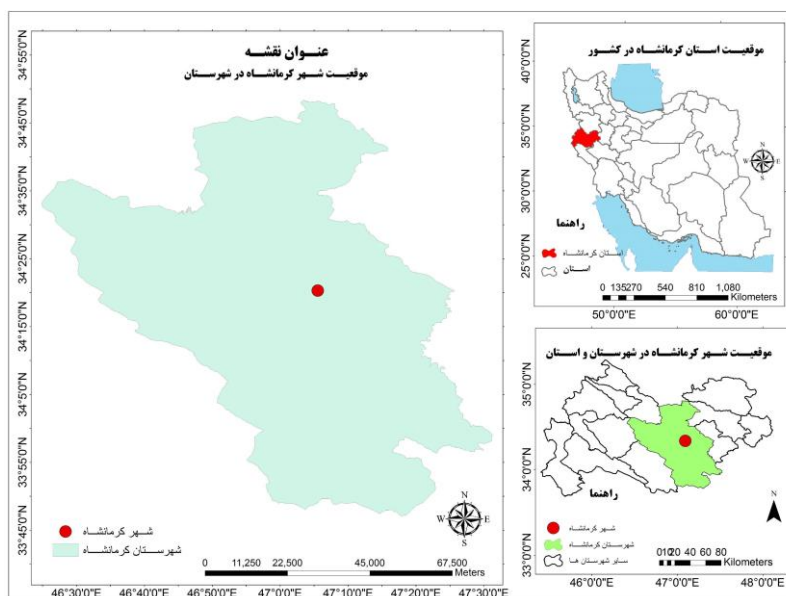 عنوان نقشه
موقعیت شهر کرمانشاه در شهرستان
34°55'0"N
34°45'0"N
34°35'0"N
34°25'0"N
34°15'0"N
34°5'0"N
33°55'0"N
33°45'0"N
N
W E
S
شهر کرمانشاه
شهرستان کرمانشاه
0 11,250 22,500 45,000 67,500
Meters
46°30'0"E 46°40'0"E 46°50'0"E 47°0'0"E 47°10'0"E 47°20'0"E 47°30'0"E
موقعیت استان کرمانشاه در کشور
40°0'0"N
35°0'0"N
30°0'0"N
25°0'0"N
N
W E
S
راهنما
استان کرمانشاه
استان
0 135270 540 810 1,080
Kilometers
50°0'0"E 60°0'0"E
موقعیت شهر کرمانشاه در شهرستان و استان
35°0'0"N
34°0'0"N
33°0'0"N
راهنما
N
شهر کرمانشاه
شهرستان کرمانشاه
سایر شهرستان ها
0 10 20 40 60 80
Kilometers
46°0'0"E 47°0'0"E 48°0'0"E